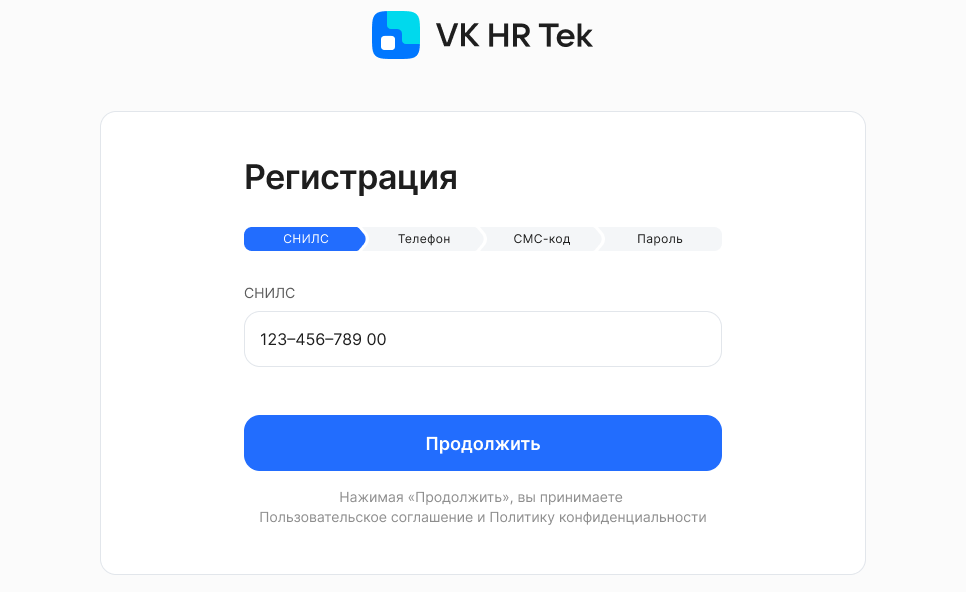 VK HR Tek
Регистрация
СНИЛС
Телефон
СМС-код
Пароль
СНИЛС
123–456–789 00
Продолжить
Нажимая «Продолжить», вы принимаете
Пользовательское соглашение и Политику конфиденциальности